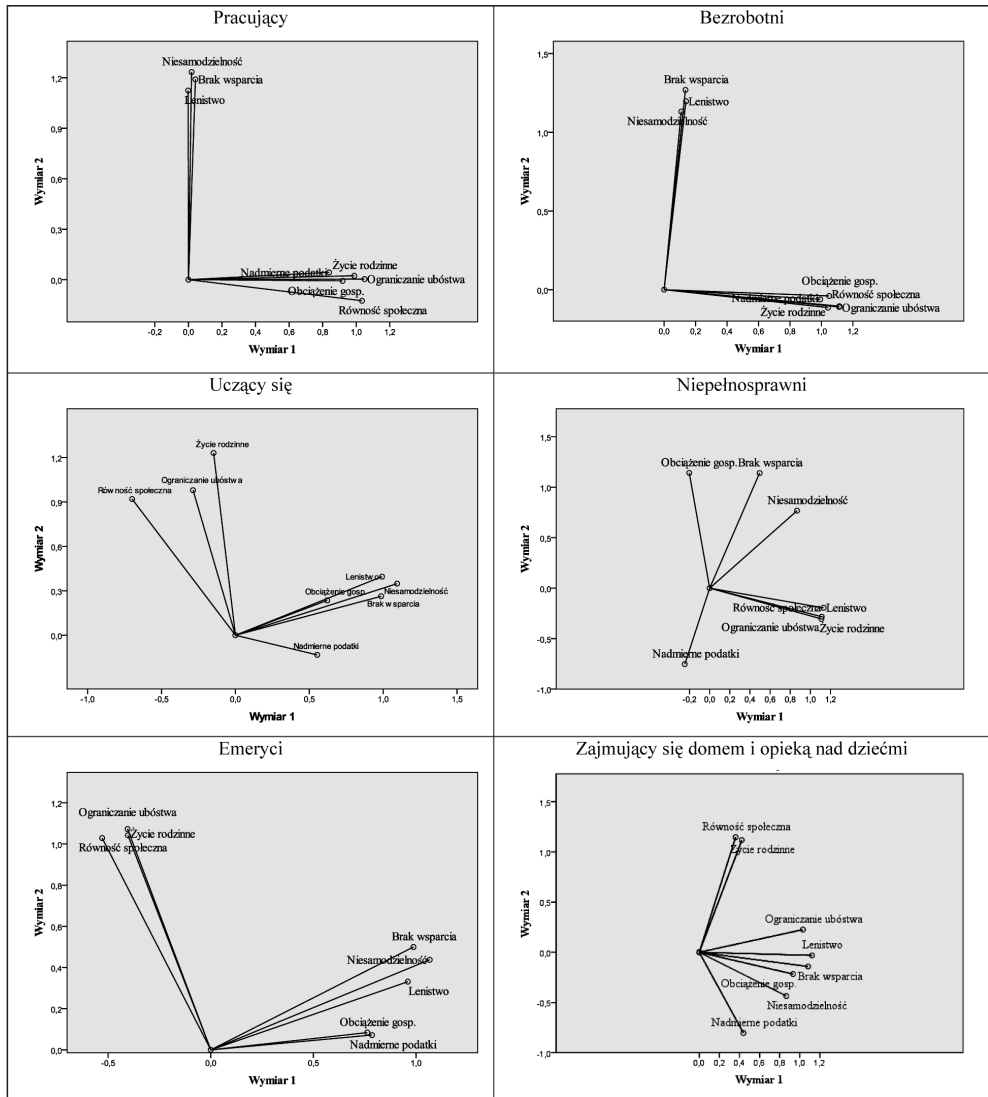 Pracujący
Niesamodzielność
Brak wsparcia
Lenistwo
Nadmierne podatki
Życie rodzinne
Ograniczanie ubóstwa
Obciążenie gosp.
Równość społeczna
1,2
0,9
0,6
0,3
0,0
Wymiar 2
-0,2 0,0 0,2 0,4 0,6 0,8 1,0 1,2
Wymiar 1
Bezrobotni
Brak wsparcia
Lenistwo
Niesamodzielność
Obciążenie gosp.
Równość społeczna
Nadmierne podatki
Życie rodzinne
Ograniczanie ubóstwa
1,5
1,0
0,5
0,0
Wymiar 2
0,0 0,2 0,4 0,6 0,8 1,0 1,2
Wymiar 1
Uczący się
Życie rodzinne
Ograniczanie ubóstwa
Równość społeczna
Lenistwo
Obciążenie gosp.
Niesamodzielność
Brak wsparcia
Nadmierne podatki
1,2
0,9
0,6
0,3
0,0
Wymiar 2
-1,0 -0,5 0,0 0,5 1,0 1,5
Wymiar 1
Niepełnosprawni
Obciążenie gosp.
Brak wsparcia
Niesamodzielność
Równość społeczna
Lenistwo
Ograniczanie ubóstwa
Życie rodzinne
Nadmierne podatki
1,5
1,0
0,5
0,0
-0,5
-1,0
Wymiar 2
-0,2 0,0 0,2 0,4 0,6 0,8 1,0 1,2
Wymiar 1
Emeryci
Ograniczanie ubóstwa
Życie rodzinne
Równość społeczna
Brak wsparcia
Niesamodzielność
Lenistwo
Obciążenie gosp.
Nadmierne podatki
1,2
1,0
0,8
0,6
0,4
0,2
0,0
Wymiar 2
-0,5 0,0 0,5 1,0
Wymiar 1
Zajmujący się domem i opieką nad dziećmi
Równość społeczna
Życie rodzinne
Ograniczanie ubóstwa
Lenistwo
Brak wsparcia
Obciążenie gosp.
Niesamodzielność
Nadmierne podatki
1,5
1,0
0,5
0,0
-0,5
-1,0
Wymiar 2
0,0 0,2 0,4 0,6 0,8 1,0 1,2
Wymiar 1